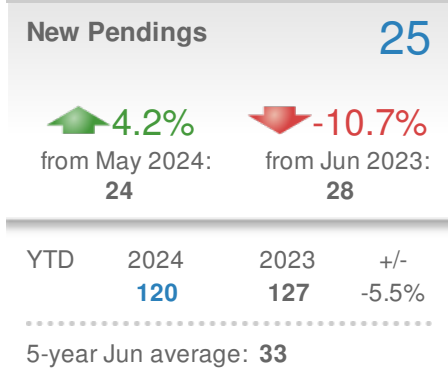 New Pendings 25
4.2% -10.7%
from May 2024: from Jun 2023:
24 28
YTD 2024 2023 +/-
120 127 -5.5%
5-year Jun average: 33